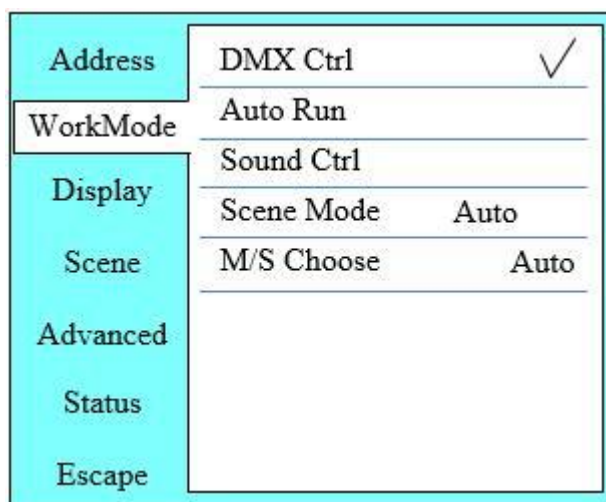 Address
WorkMode
Display
Scene
Advanced
Status
Escape
DMX Ctrl ✓
Auto Run
Sound Ctrl
Scene Mode Auto
M/S Choose Auto